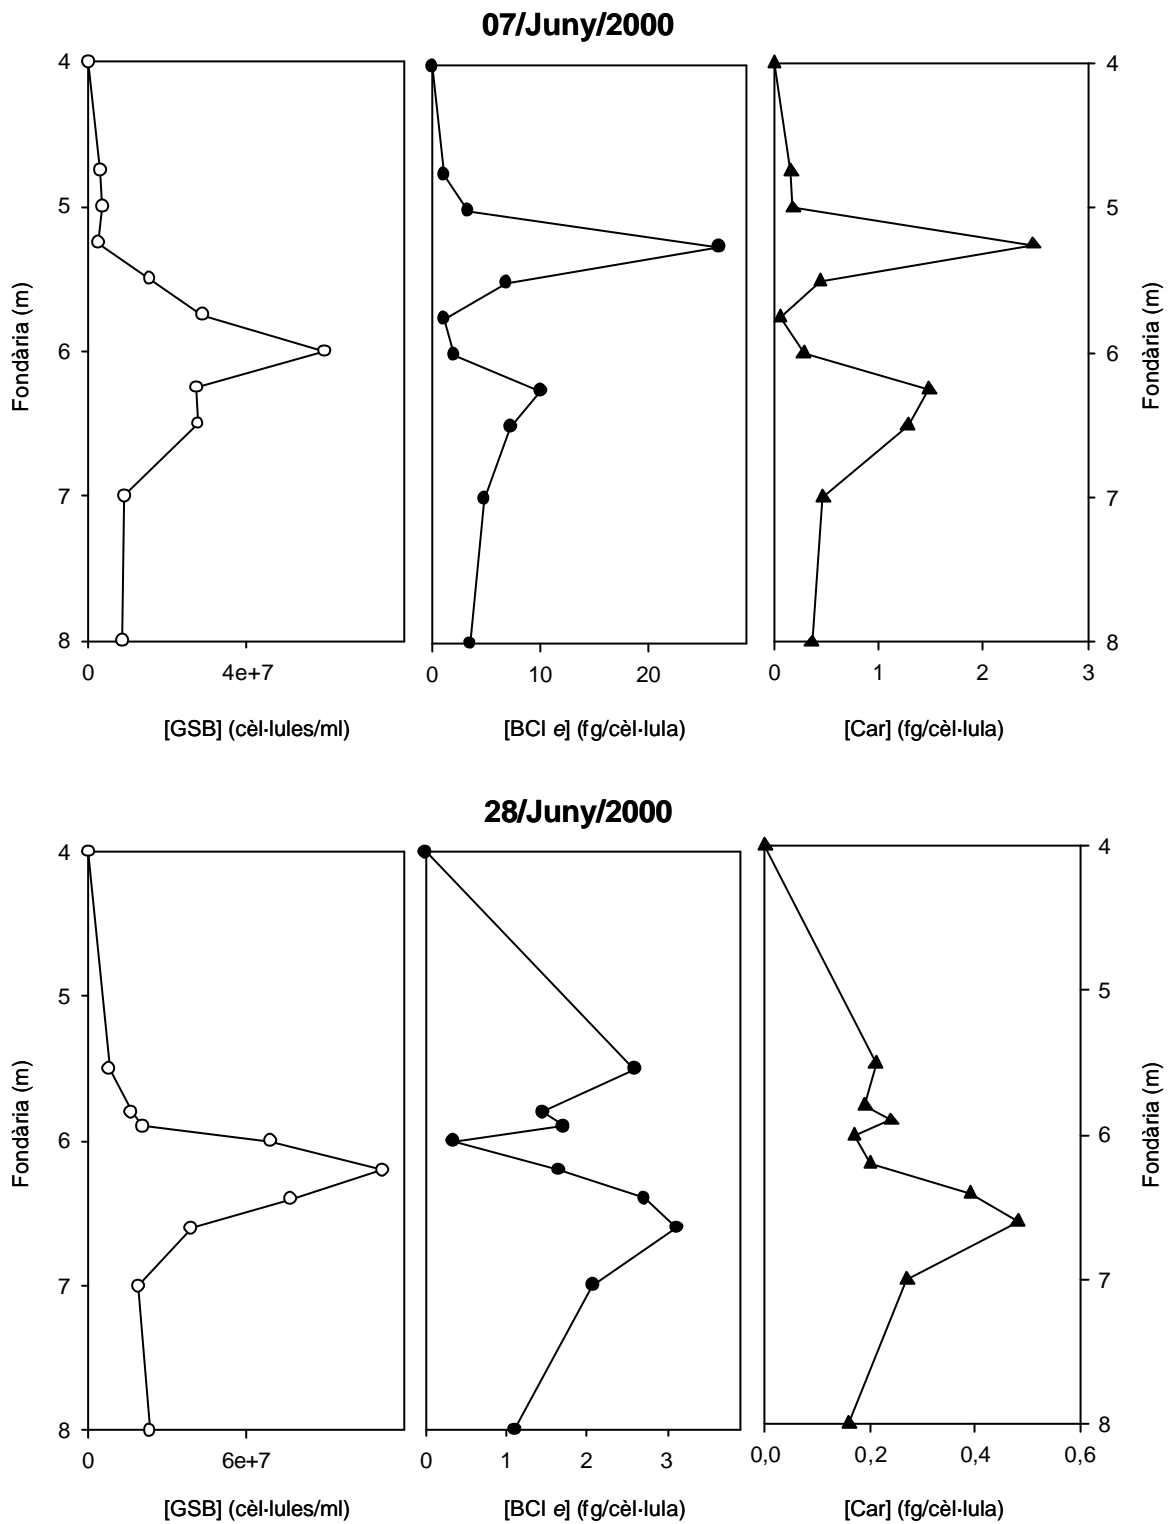 07/Juny/2000
4
5
6
7
8
Fondària (m)
0
4e+7
[GSB] (cèl·lules/ml)
0
10
20
[BCl e] (fg/cèl·lula)
0
1
2
3
[Car] (fg/cèl·lula)
4
5
6
7
8
Fondària (m)
28/Juny/2000
4
5
6
7
8
Fondària (m)
0
6e+7
[GSB] (cèl·lules/ml)
0
1
2
3
[BCl e] (fg/cèl·lula)
0,0
0,2
0,4
0,6
[Car] (fg/cèl·lula)
4
5
6
7
8
Fondària (m)